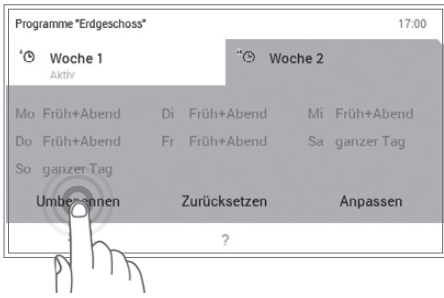 Programme "Erdgeschoss" 17:00
Woche 1 Woche 2
Aktiv
Mo Früh+Abend Di Früh+Abend Mi Früh+Abend
Do Früh+Abend Fr Früh+Abend Sa ganzer Tag
So ganzer Tag
Umbenennen Zurücksetzen Anpassen
?